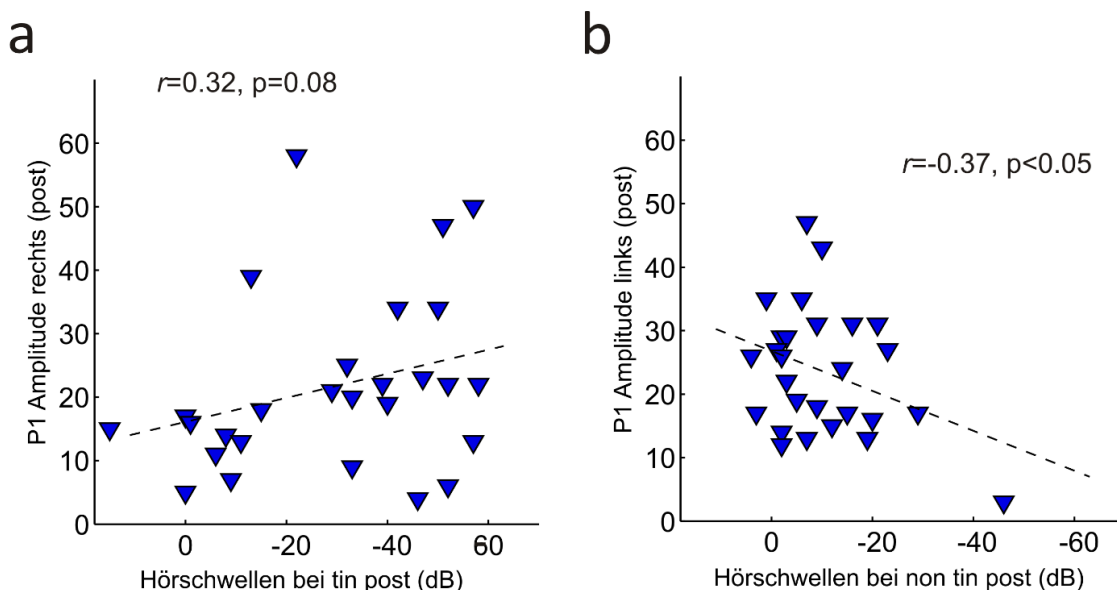 a
r=0.32, p=0.08
P1 Amplitude rechts (post)
60
50
40
30
20
10
0
0 -20 -40 -60
Hörschwellen bei tin post (dB)
b
r=-0.37, p<0.05
P1 Amplitude links (post)
60
50
40
30
20
10
0
0 -20 -40 -60
Hörschwellen bei non tin post (dB)